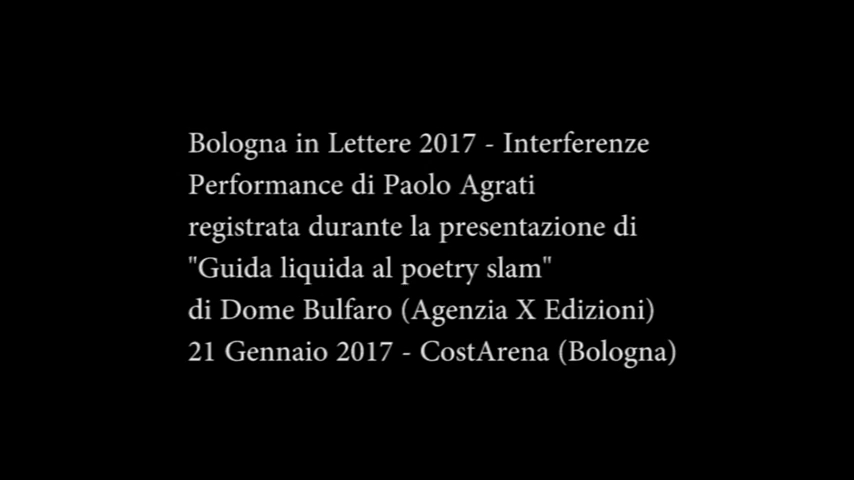 Bologna in Lettere 2017 - Interferenze
Performance di Paolo Agrati
registrata durante la presentazione di
"Guida liquida al poetry slam"
di Dome Bulfaro (Agenzia X Edizioni)
21 Gennaio 2017 - CostArena (Bologna)